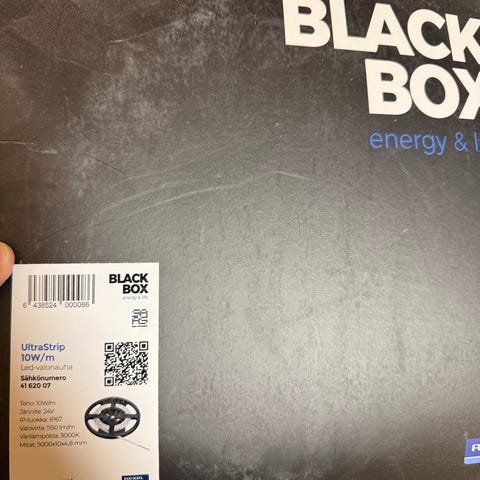 BLACK
BOX
energy & l
6 438524 000086
BLACK
BOX
energy & life
UltraStrip
10W/m
Led-valonauha
Sähkönumero
41 620 07
Teho: 10W/m
Jännite: 24V
IP-luokka: IP67
Valovirta: 1150 lm/m
Värilämpötila: 3000K
Mitat: 5000x10x4,8 mm